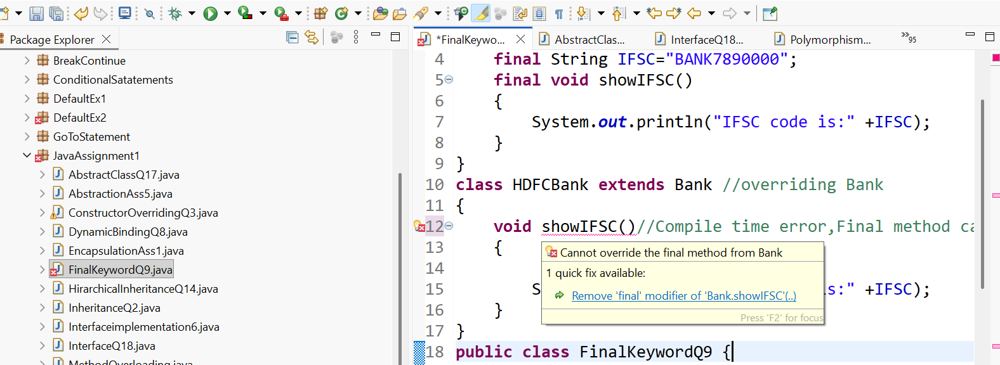 Package Explorer
BreakContinue
ConditionalSatatements
DefaultEx1
DefaultEx2
GoToStatement
JavaAssignment1
AbstractClassQ17.java
AbstractionAss5.java
ConstructorOverridingQ3.java
DynamicBindingQ8.java
EncapsulationAss1.java
FinalKeywordQ9.java
HirarchicalInheritanceQ14.java
InheritanceQ2.java
Interfaceimplementation6.java
InterfaceQ18.java
MethodOverloading.java
*FinalKeywo... AbstractClas... InterfaceQ18... Polymorphism... 95
4 final String IFSC="BANK7890000";
5 final void showIFSC()
6 {
7 System.out.println("IFSC code is:" +IFSC);
8 }
9 }
10 class HDFCBank extends Bank //overriding Bank
11 {
12 void showIFSC()//Compile time error,Final method ca
13 {
14
15 S is:" +IFSC);
16 }
17 }
18 public class FinalKeywordQ9 {
Cannot override the final method from Bank
1 quick fix available:
Remove 'final' modifier of 'Bank.showIFSC'(..)
Press 'F2' for focus